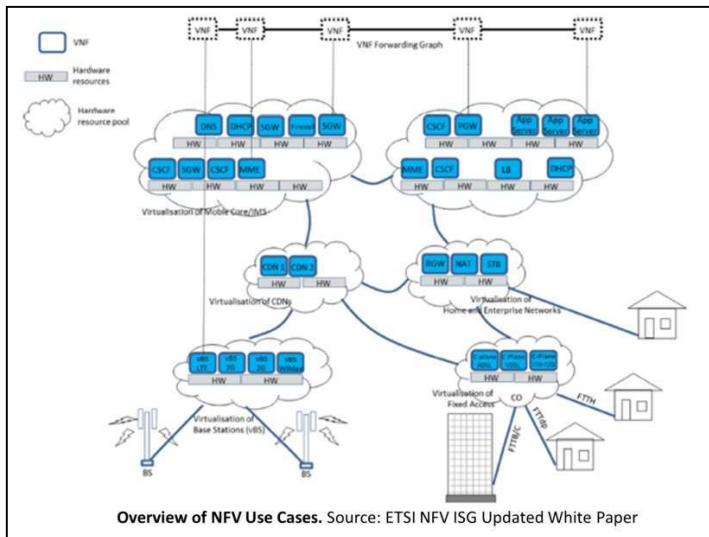 VNF VNF VNF VNF VNF
VNF Forwarding Graph
VNF
HW
Hardware
resources
Hardware
resource pool
DNS DHCP SGW Firewall SGW
HW HW HW HW
CSCF SGW CSCF MME
HW HW HW HW
Virtualisation of Mobile Core/IMS
CSCF PGW App Server App Server App Server
HW HW HW HW
MME CSCF LB DHCP
HW HW HW HW
CDN 1 CDN 2
HW HW
Virtualisation of CDNs
RGW NAT STB
HW HW
Virtualisation of
Home and Enterprise Networks
vBS LTE vBS 3G vBS 2G vBS WiMax
HW HW
Virtualisation of
Base Stations (vBS)
BS BS
C-plane C-Plane C-Plane
HW HW
Virtualisation of
Fixed Access
CO
FTTH
FTTdp
FTTB/C
Overview of NFV Use Cases. Source: ETSI NFV ISG Updated White Paper